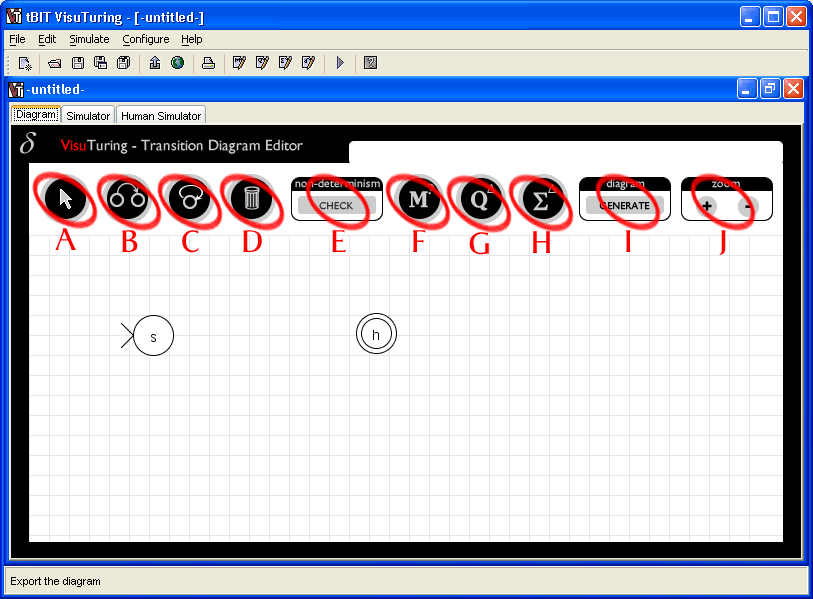 tBIT VisuTuring - [-untitled-]
File Edit Simulate Configure Help
-untitled-
Diagram Simulator Human Simulator
δ VisuTuring - Transition Diagram Editor
non-determinism diagram zoom
M Q Σ
CHECK GENERATE + -
A B C D E F G H I J
s h
Export the diagram